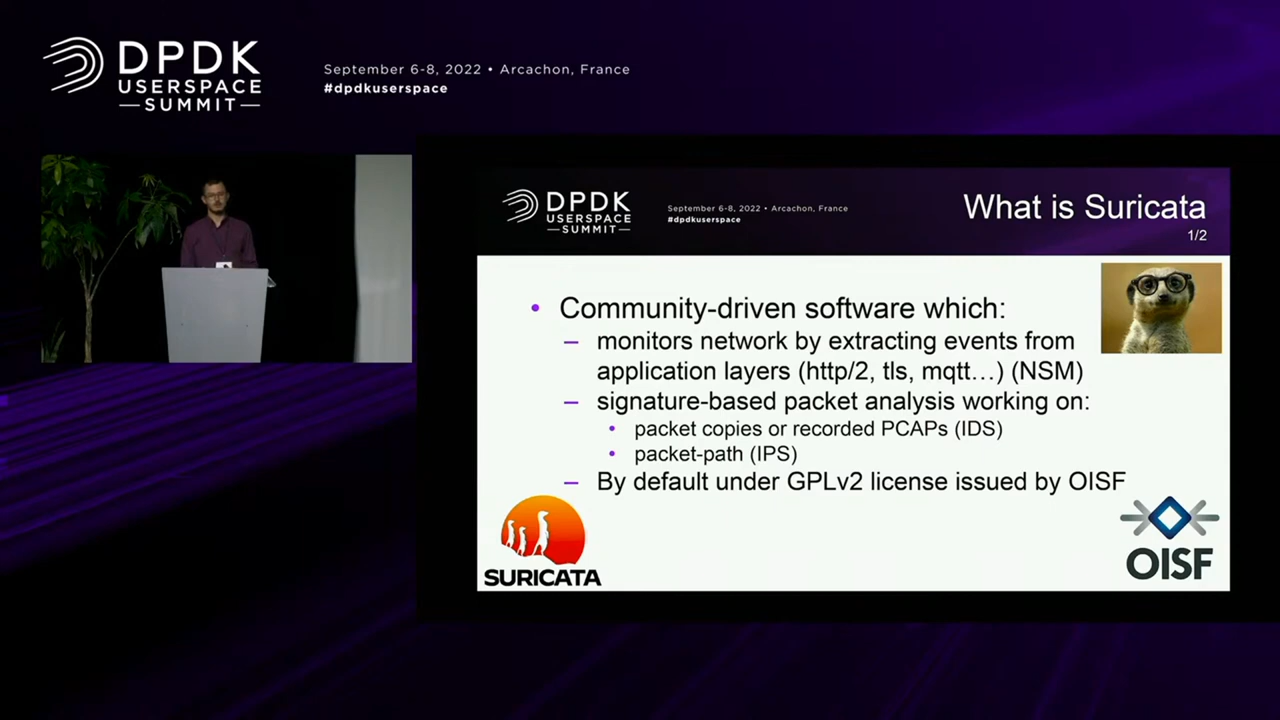 DPDK
USERSPACE
SUMMIT
September 6-8, 2022 • Arcachon, France
#dpdkuserspace
DPDK
USERSPACE
SUMMIT
September 6-8, 2022 • Arcachon, France
#dpdkuserspace
What is Suricata
1/2
• Community-driven software which:
– monitors network by extracting events from
application layers (http/2, tls, mqtt…) (NSM)
– signature-based packet analysis working on:
• packet copies or recorded PCAPs (IDS)
• packet-path (IPS)
– By default under GPLv2 license issued by OISF
SURICATA
OISF